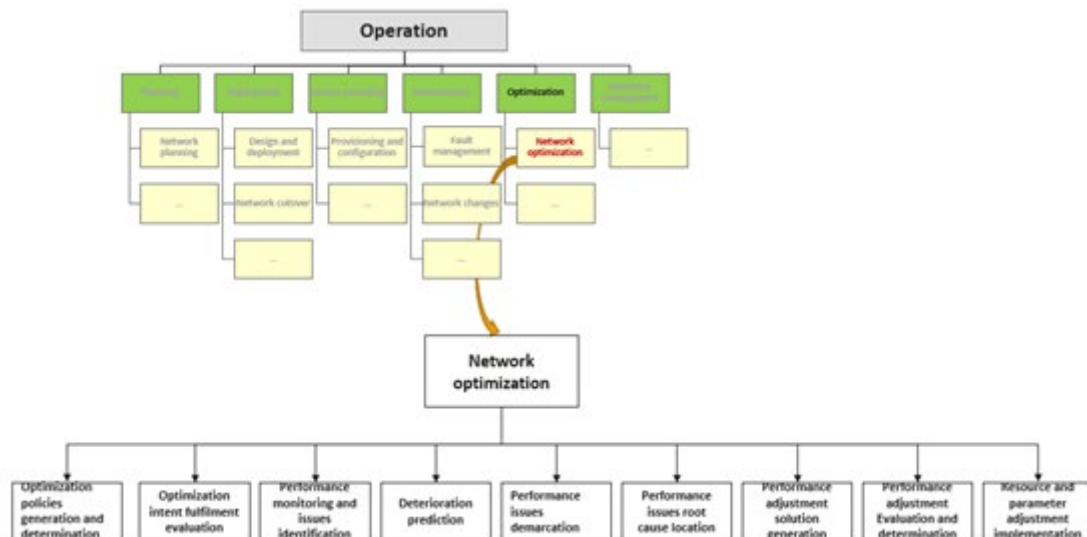 Operation
Optimization
Network
planning
Design and
deployment
Provisioning and
configuration
Fault
management
Network
optimization
...
...
Network cutover
...
Network changes
...
...
...
Network
optimization
Optimization
policies
generation and
determination
Optimization
intent fulfilment
evaluation
Performance
monitoring and
issues
identification
Deterioration
prediction
Performance
issues
demarcation
Performance
issues root
cause location
Performance
adjustment
solution
generation
Performance
adjustment
Evaluation and
determination
Resource and
parameter
adjustment
implementation